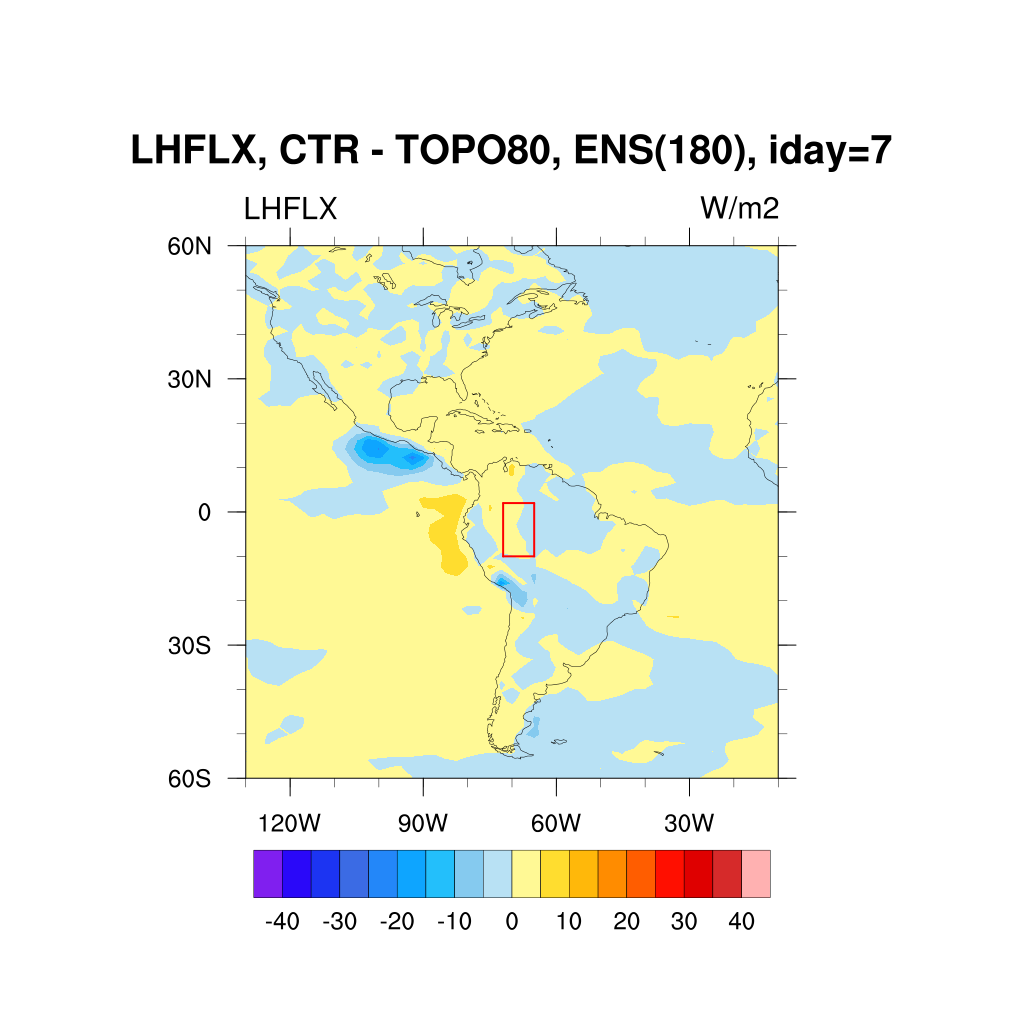 LHFLX, CTR - TOPO80, ENS(180), iday=7
LHFLX W/m2
60N
30N
0
30S
60S
120W 90W 60W 30W
-40 -30 -20 -10 0 10 20 30 40